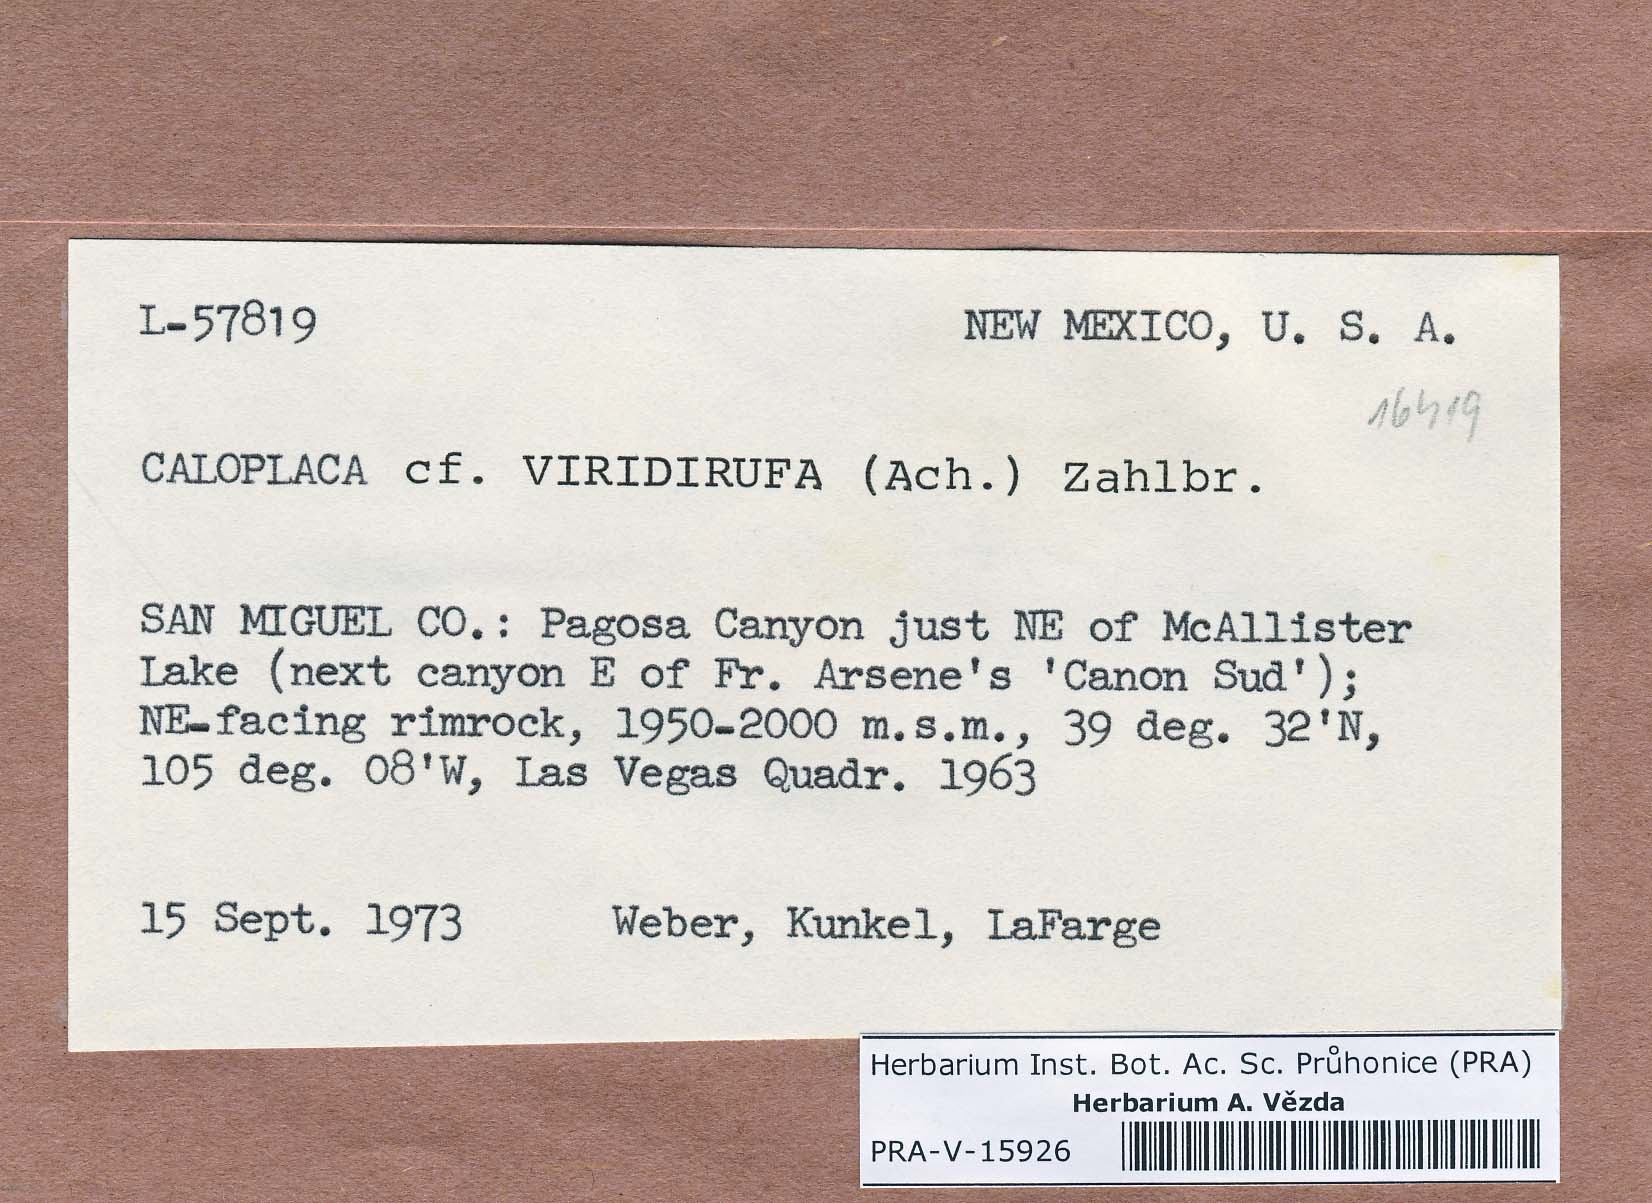 L-57819
NEW MEXICO, U. S. A.
16419
CALOPLACA cf. VIRIDIRUFA (Ach.) Zahlbr.
SAN MIGUEL CO.: Pagosa Canyon just NE of McAllister
Lake (next canyon E of Fr. Arsene's 'Canon Sud');
NE-facing rimrock, 1950-2000 m.s.m., 39 deg. 32'N,
105 deg. 08'W, Las Vegas Quadr. 1963
15 Sept. 1973 Weber, Kunkel, LaFarge
Herbarium Inst. Bot. Ac. Sc. Průhonice (PRA)
Herbarium A. Vězda
PRA-V-15926